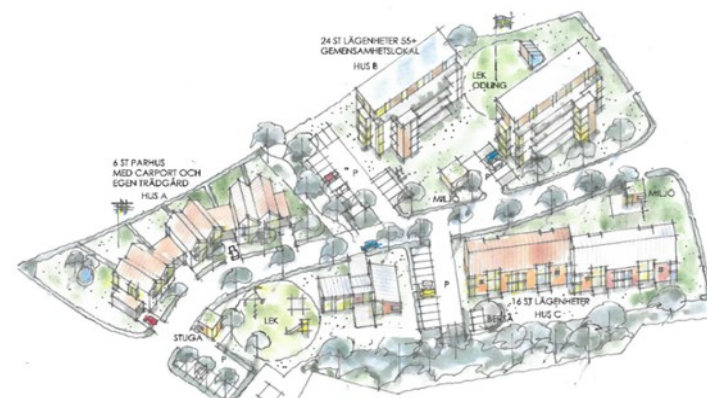 24 ST LÄGENHETER 55+
GEMENSAMHETSLOKAL
HUS B
LEK
ODLING
6 ST PARHUS
MED CARPORT OCH
EGEN TRÄDGÅRD
HUS A
P
P
MILJÖ
MILJÖ
P
16 ST LÄGENHETER
HUS C
STUGA
LEK
P